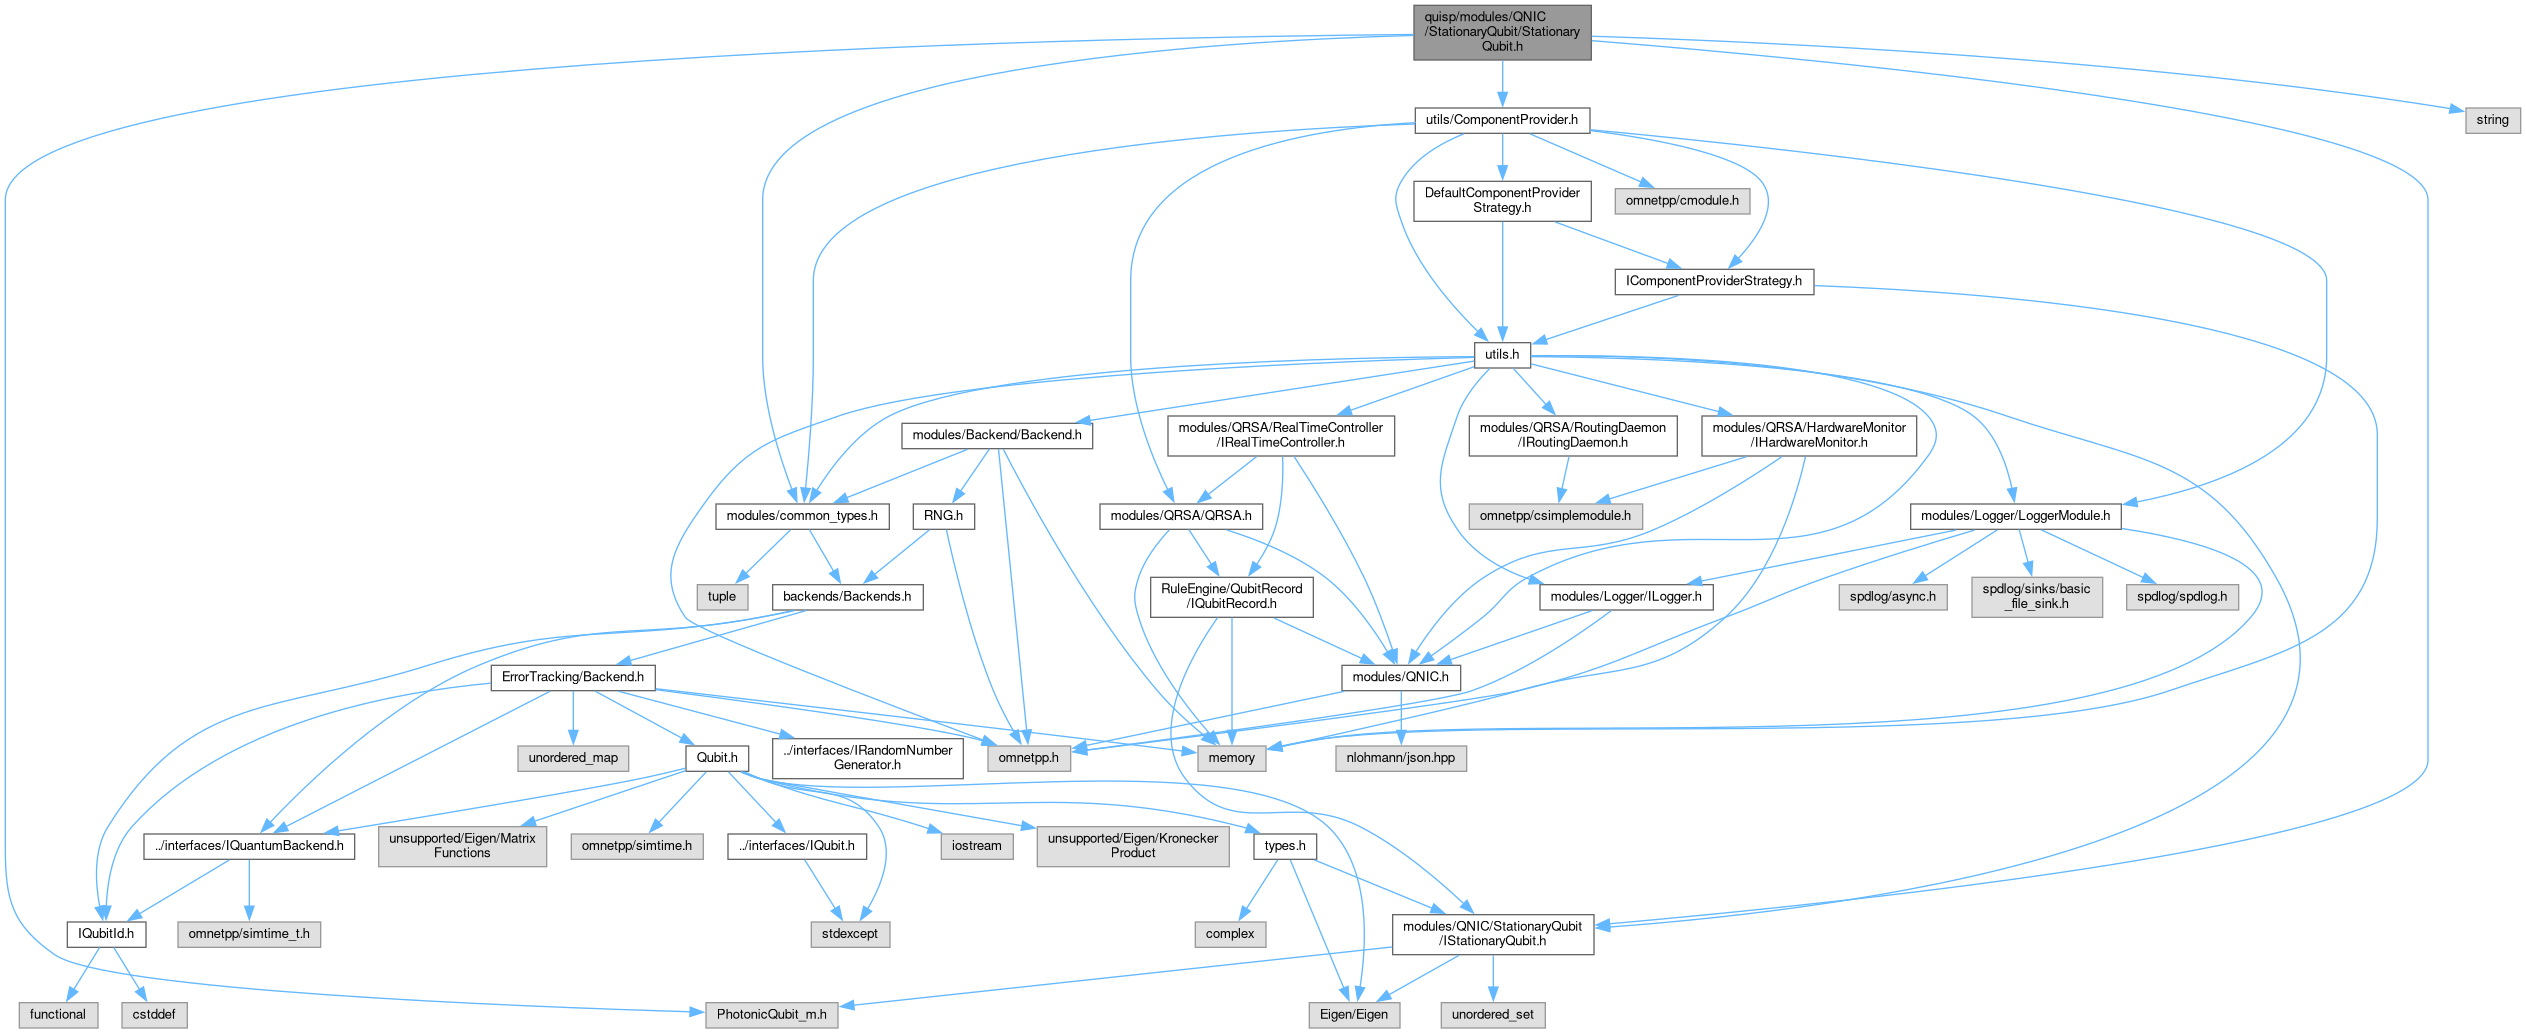 quisp/modules/QNIC
/StationaryQubit/Stationary
Qubit.h
utils/ComponentProvider.h
string
DefaultComponentProvider
Strategy.h
omnetpp/cmodule.h
IComponentProviderStrategy.h
utils.h
modules/Backend/Backend.h
modules/QRSA/RealTimeController
/IRealTimeController.h
modules/QRSA/RoutingDaemon
/IRoutingDaemon.h
modules/QRSA/HardwareMonitor
/IHardwareMonitor.h
modules/common_types.h
RNG.h
modules/QRSA/QRSA.h
omnetpp/csimplemodule.h
modules/Logger/LoggerModule.h
tuple
backends/Backends.h
RuleEngine/QubitRecord
/IQubitRecord.h
modules/Logger/ILogger.h
spdlog/async.h
spdlog/sinks/basic
_file_sink.h
spdlog/spdlog.h
ErrorTracking/Backend.h
modules/QNIC.h
unordered_map
Qubit.h
../interfaces/IRandomNumber
Generator.h
omnetpp.h
memory
nlohmann/json.hpp
../interfaces/IQuantumBackend.h
unsupported/Eigen/Matrix
Functions
omnetpp/simtime.h
../interfaces/IQubit.h
iostream
unsupported/Eigen/Kronecker
Product
types.h
IQubitId.h
omnetpp/simtime_t.h
stdexcept
complex
modules/QNIC/StationaryQubit
/IStationaryQubit.h
functional
cstddef
PhotonicQubit_m.h
Eigen/Eigen
unordered_set